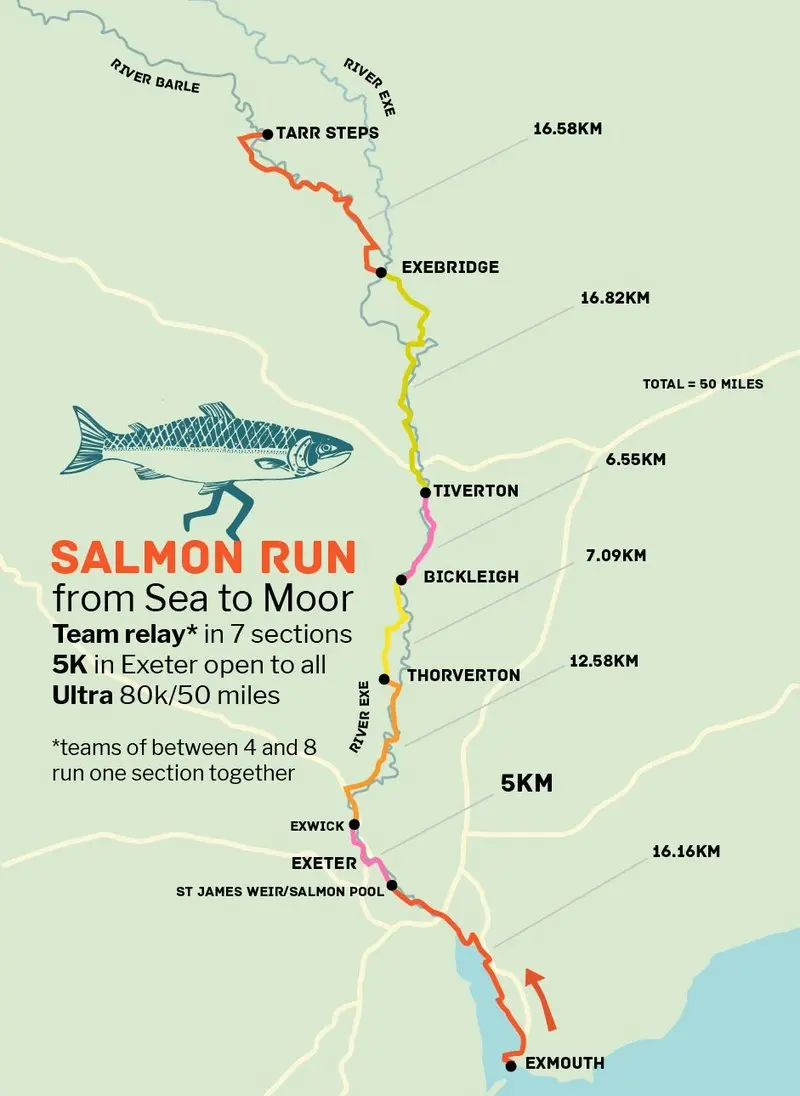 RIVER BARLE
RIVER EXE
TARR STEPS
16.58KM
EXEBRIDGE
16.82KM
TOTAL = 50 MILES
6.55KM
TIVERTON
SALMON RUN
from Sea to Moor
Team relay* in 7 sections
5K in Exeter open to all
Ultra 80k/50 miles
*teams of between 4 and 8
run one section together
7.09KM
BICKLEIGH
12.58KM
THORVERTON
RIVER EXE
5KM
EXWICK
EXETER
16.16KM
ST JAMES WEIR/SALMON POOL
EXMOUTH